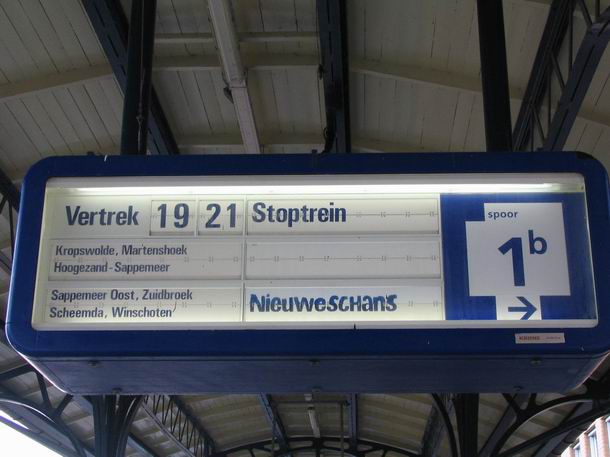 Vertrek 19 21 Stoptrein
Kropswolde, Martenshoek
Hoogezand-Sappemeer
Sappemeer Oost, Zuidbroek
Scheemda, Winschoten
NIEUWESCHANS
spoor
1b
→